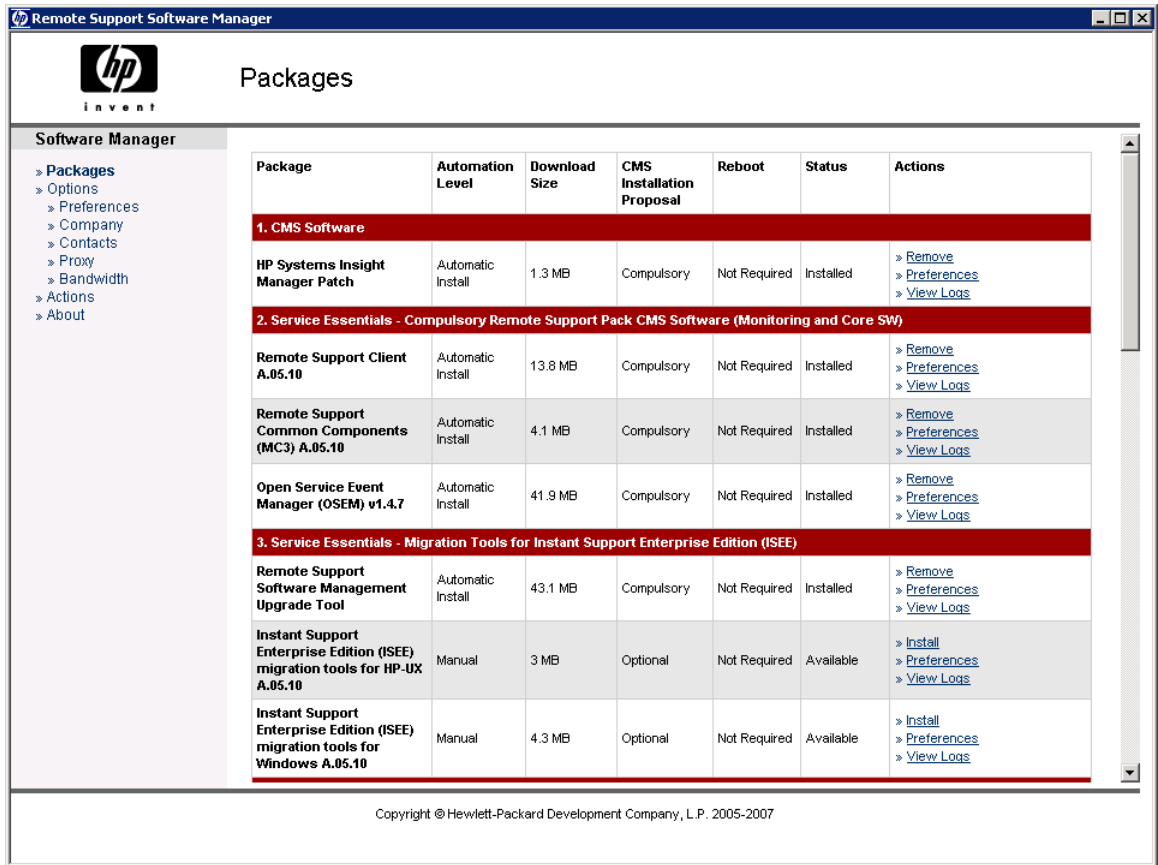 Remote Support Software Manager
hp
invent
Packages
Software Manager
» Packages
» Options
» Preferences
» Company
» Contacts
» Proxy
» Bandwidth
» Actions
» About
Package
Automation Level
Download Size
CMS Installation Proposal
Reboot
Status
Actions
1. CMS Software
HP Systems Insight Manager Patch
Automatic Install
1.3 MB
Compulsory
Not Required
Installed
» Remove
» Preferences
» View Logs
2. Service Essentials - Compulsory Remote Support Pack CMS Software (Monitoring and Core SW)
Remote Support Client A.05.10
Automatic Install
13.8 MB
Compulsory
Not Required
Installed
» Remove
» Preferences
» View Logs
Remote Support Common Components (MC3) A.05.10
Automatic Install
4.1 MB
Compulsory
Not Required
Installed
» Remove
» Preferences
» View Logs
Open Service Event Manager (OSEM) v1.4.7
Automatic Install
41.9 MB
Compulsory
Not Required
Installed
» Remove
» Preferences
» View Logs
3. Service Essentials - Migration Tools for Instant Support Enterprise Edition (ISEE)
Remote Support Software Management Upgrade Tool
Automatic Install
43.1 MB
Compulsory
Not Required
Installed
» Remove
» Preferences
» View Logs
Instant Support Enterprise Edition (ISEE) migration tools for HP-UX A.05.10
Manual
3 MB
Optional
Not Required
Available
» Install
» Preferences
» View Logs
Instant Support Enterprise Edition (ISEE) migration tools for Windows A.05.10
Manual
4.3 MB
Optional
Not Required
Available
» Install
» Preferences
» View Logs
Copyright © Hewlett-Packard Development Company, L.P. 2005-2007